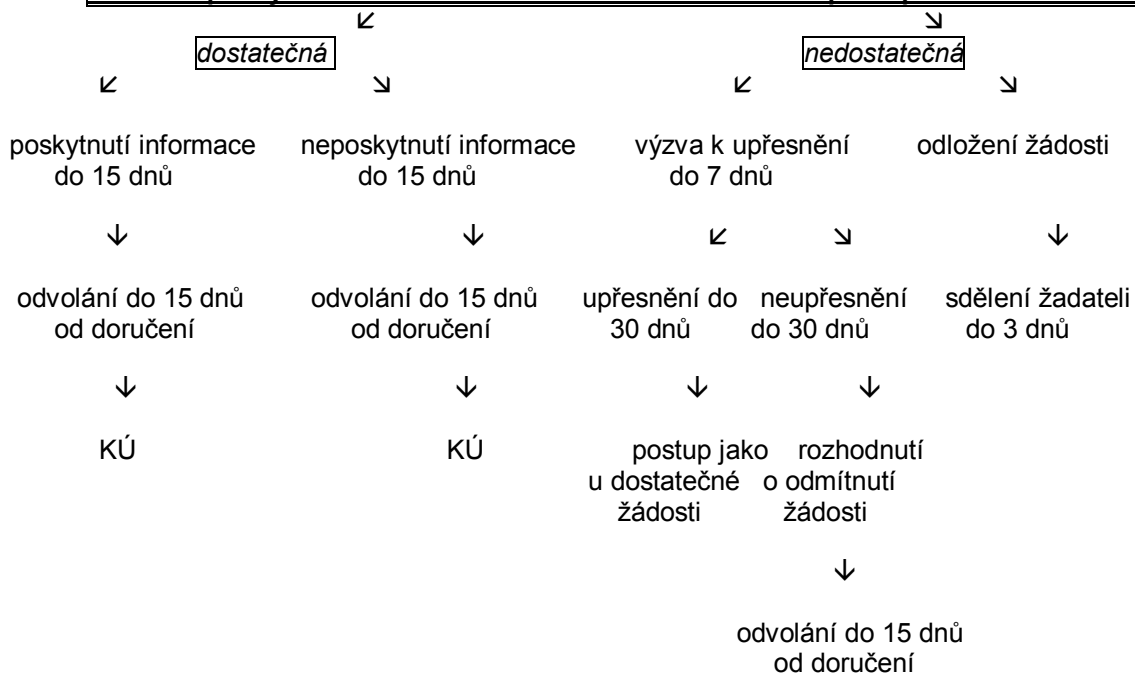 dostatečná nedostatečná
poskytnutí informace neposkytnutí informace výzva k upřesnění odložení žádosti
do 15 dnů do 15 dnů do 7 dnů
odvolání do 15 dnů odvolání do 15 dnů upřesnění do neupřesnění sdělení žadateli
od doručení od doručení 30 dnů do 30 dnů do 3 dnů
KÚ KÚ postup jako rozhodnutí
u dostatečné o odmítnutí
žádosti žádosti
odvolání do 15 dnů
od doručení